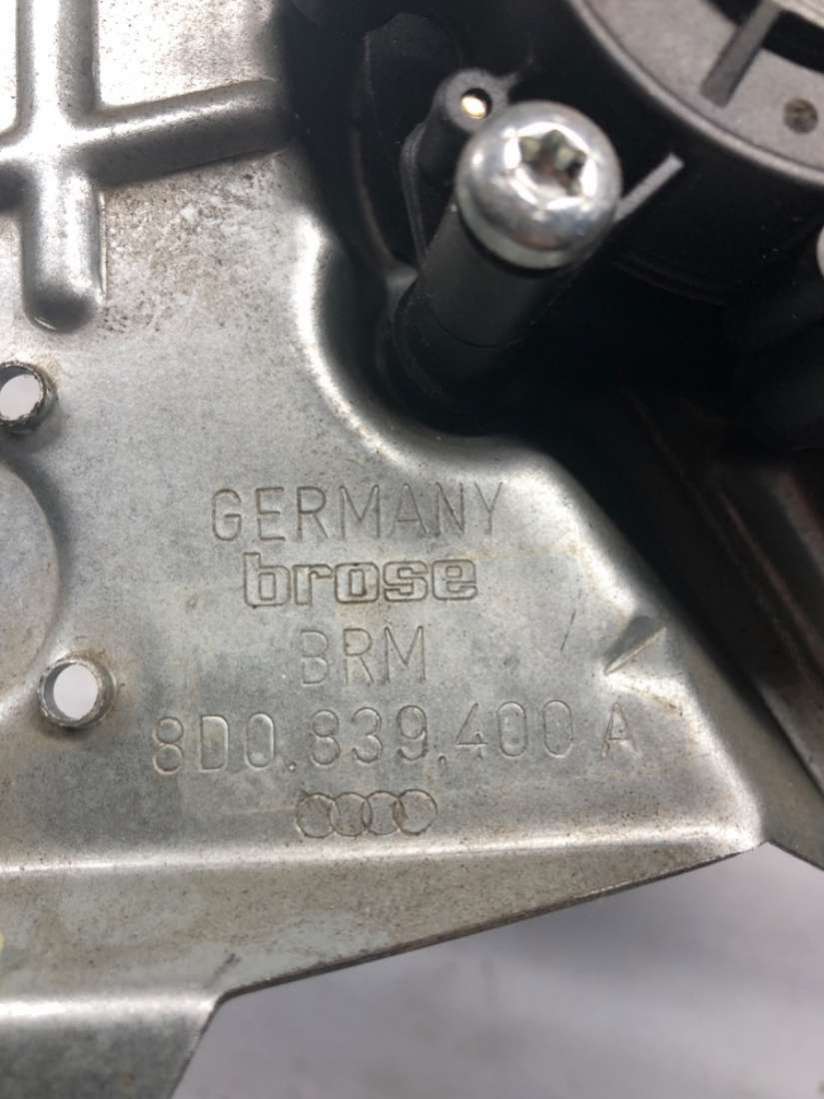 GERMANY
brose
BRM
8D0.839.400 A